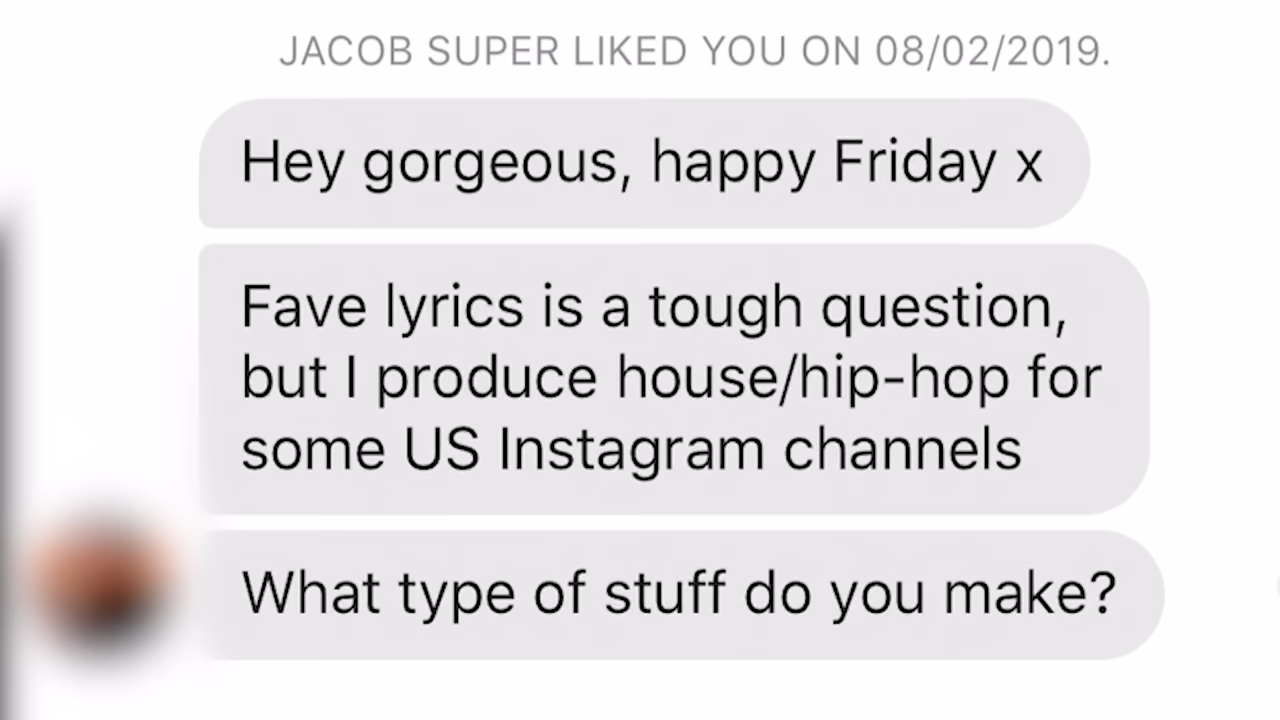 JACOB SUPER LIKED YOU ON 08/02/2019.
Hey gorgeous, happy Friday x
Fave lyrics is a tough question,
but I produce house/hip-hop for
some US Instagram channels
What type of stuff do you make?